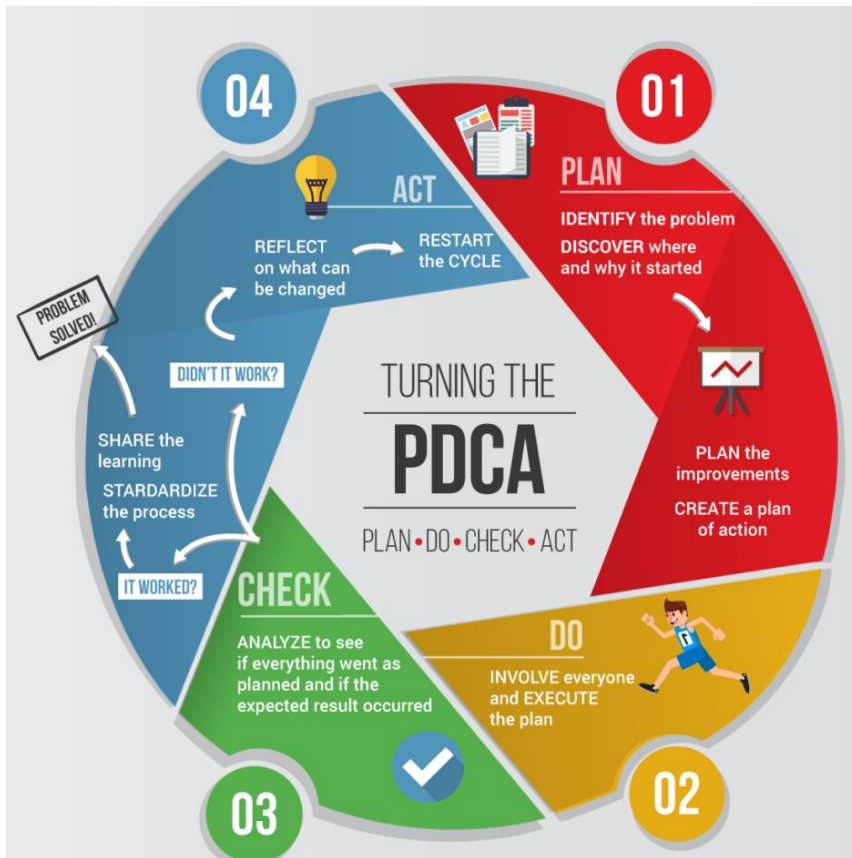 01
PLAN
IDENTIFY the problem
DISCOVER where
and why it started
PLAN the
improvements
CREATE a plan
of action
02
DO
INVOLVE everyone
and EXECUTE
the plan
03
CHECK
ANALYZE to see
if everything went as
planned and if the
expected result occurred
04
ACT
IT WORKED?
STARDARDIZE
the process
SHARE the
learning
PROBLEM
SOLVED!
DIDN'T IT WORK?
REFLECT
on what can
be changed
RESTART
the CYCLE
TURNING THE
PDCA
PLAN • DO • CHECK • ACT